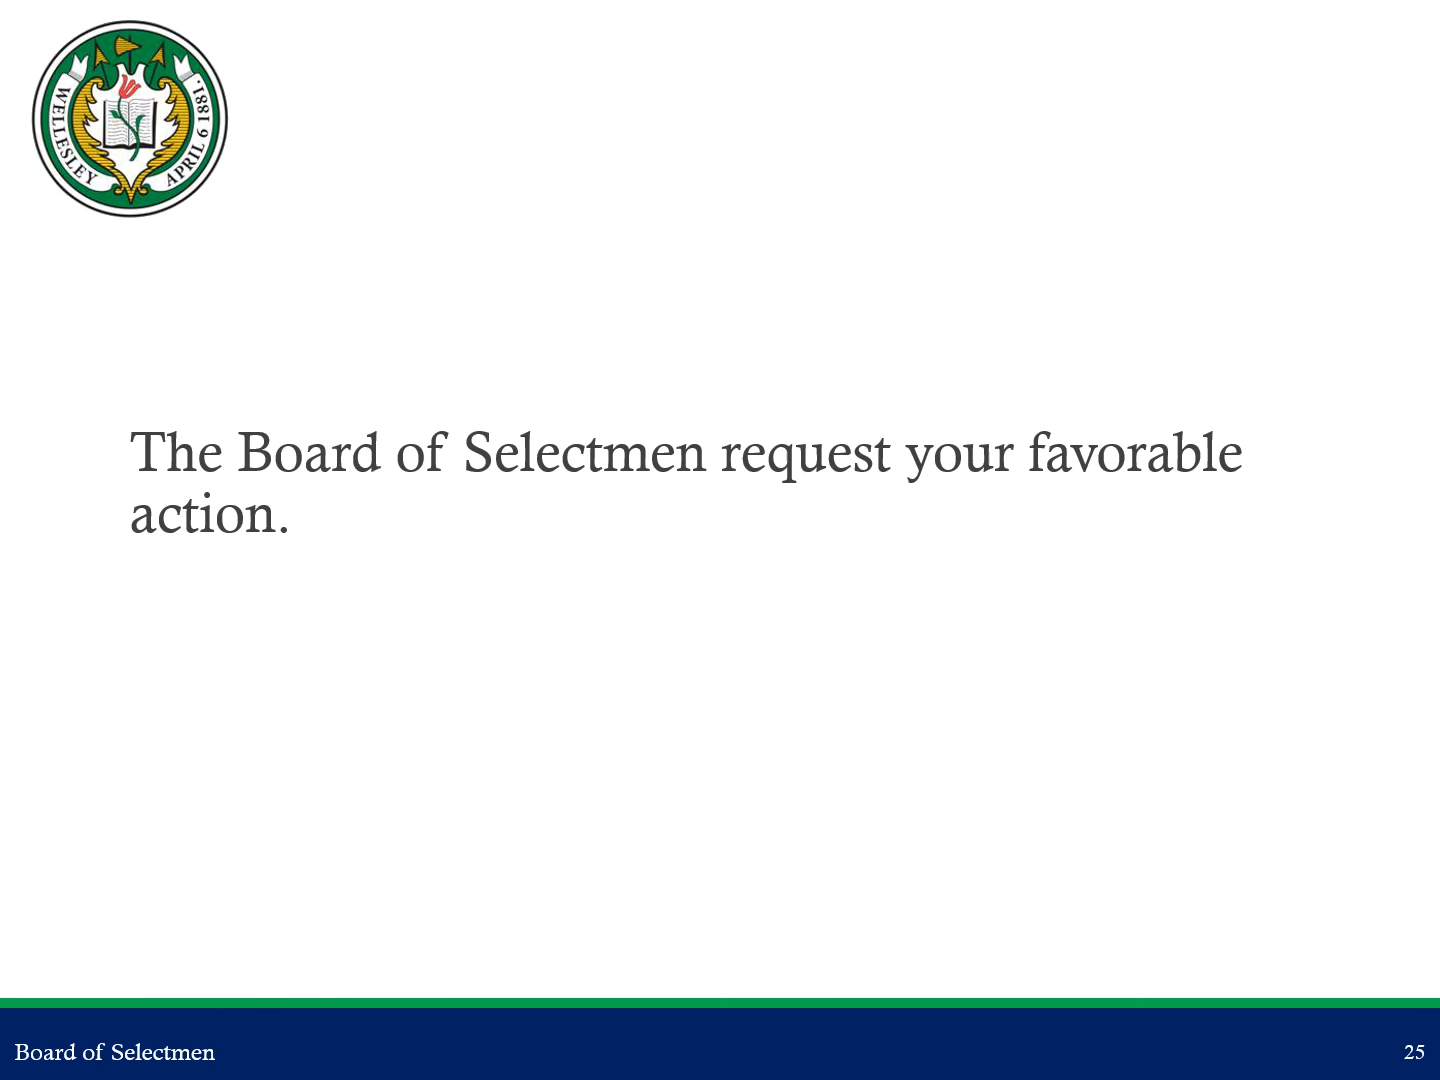 WELLESLEY
APRIL 6 1881.
The Board of Selectmen request your favorable
action.
Board of Selectmen
25